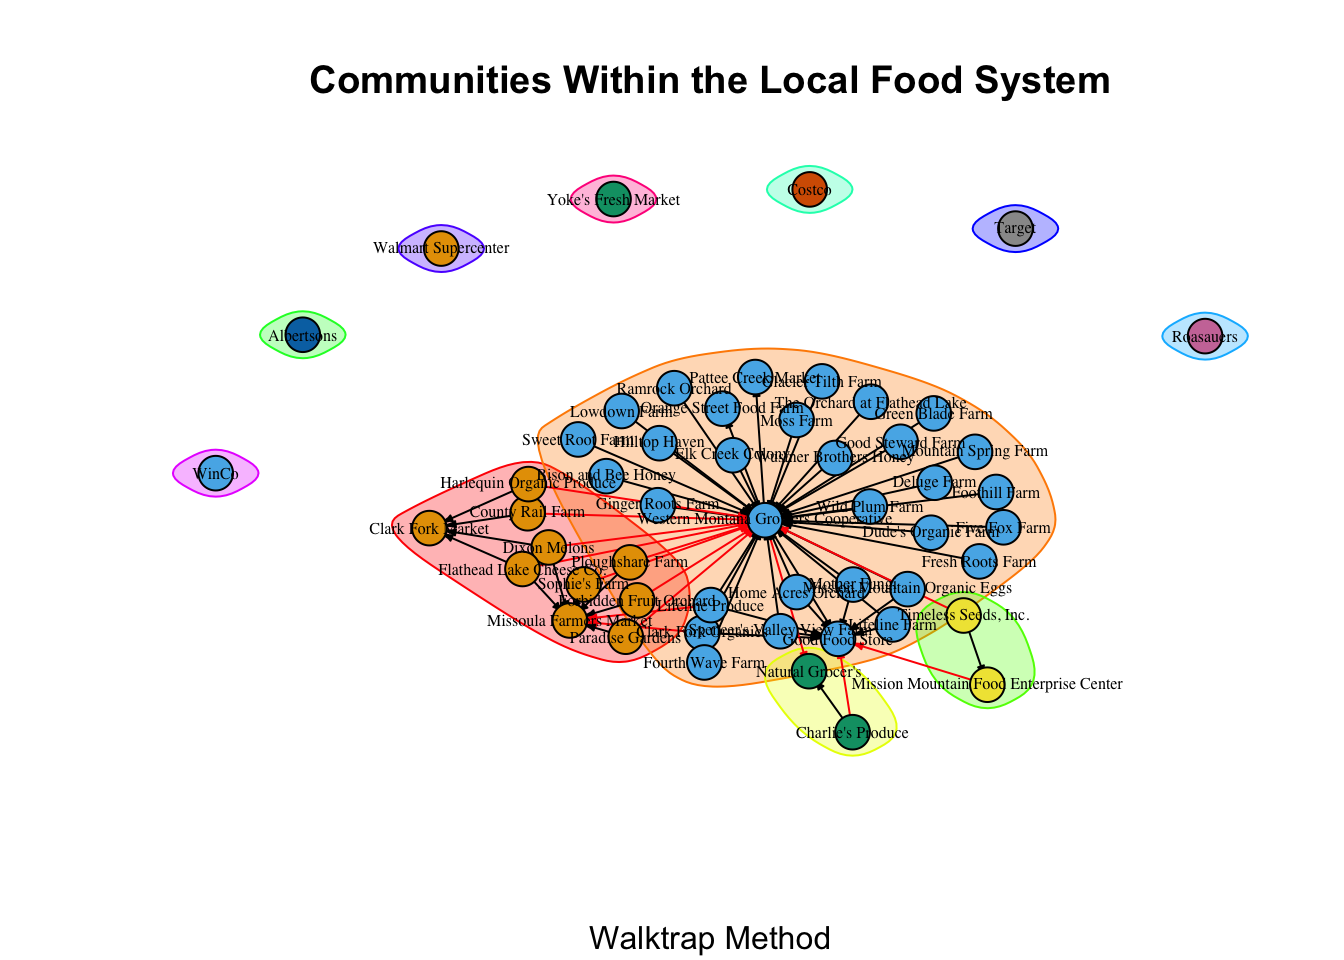 Communities Within the Local Food System
Costco
Yoke's Fresh Market
Target
Walmart Supercenter
Albertsons
Roasauers
Pattee Creek Market
Glacier Tilth Farm
Ramrock Orchard
The Orchard at Flathead Lake
Orange Street Food Farm
Lowdown Farm
Green Blade Farm
Moss Farm
Sweet Root Farm
Hilltop Haven
Good Steward Farm
Mountain Spring Farm
Elk Creek Colony
Wustner Brothers Honey
WinCo
Bison and Bee Honey
Harlequin Organic Produce
Deluge Farm
Foothill Farm
Ginger Roots Farm
Wild Plum Farm
County Rail Farm
Western Montana Growers Cooperative
Clark Fork Market
Five Fox Farm
Dude's Organic Farm
Dixon Melons
Ploughshare Farm
Fresh Roots Farm
Flathead Lake Cheese Co.
Sophie's Farm
Mother Fungi
Mission Mountain Organic Eggs
Home Acres Orchard
Forbidden Fruit Orchard
Lifeline Produce
Timeless Seeds, Inc.
Missoula Farmers Market
Lifeline Farm
Spencer's Valley View Farm
Clark Fork Organics
Paradise Gardens
Good Food Store
Fourth Wave Farm
Natural Grocer's
Mission Mountain Food Enterprise Center
Charlie's Produce
Walktrap Method